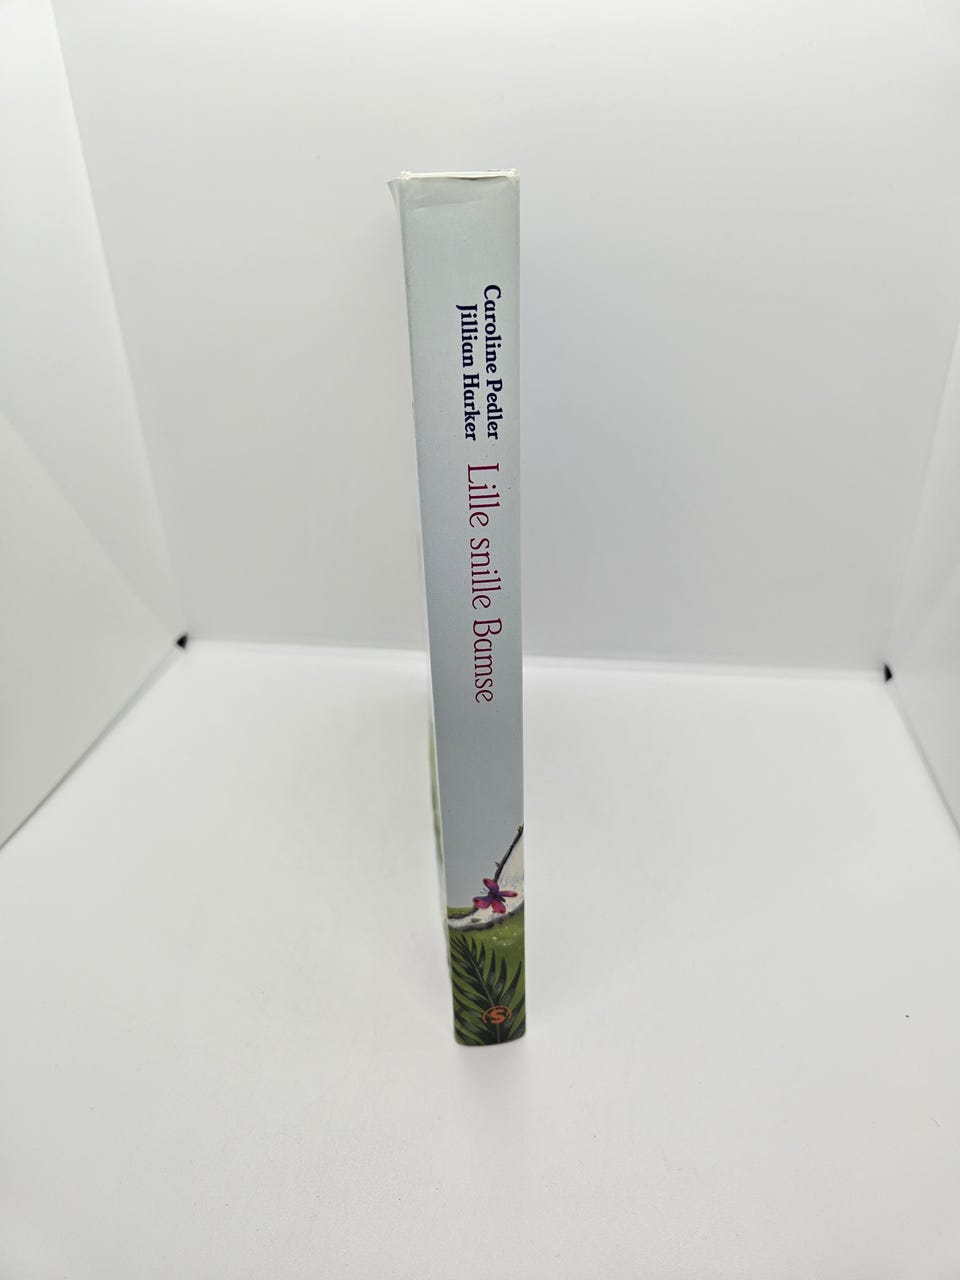 Caroline Pedler
Jillian Harker
Lille snille Bamse
S